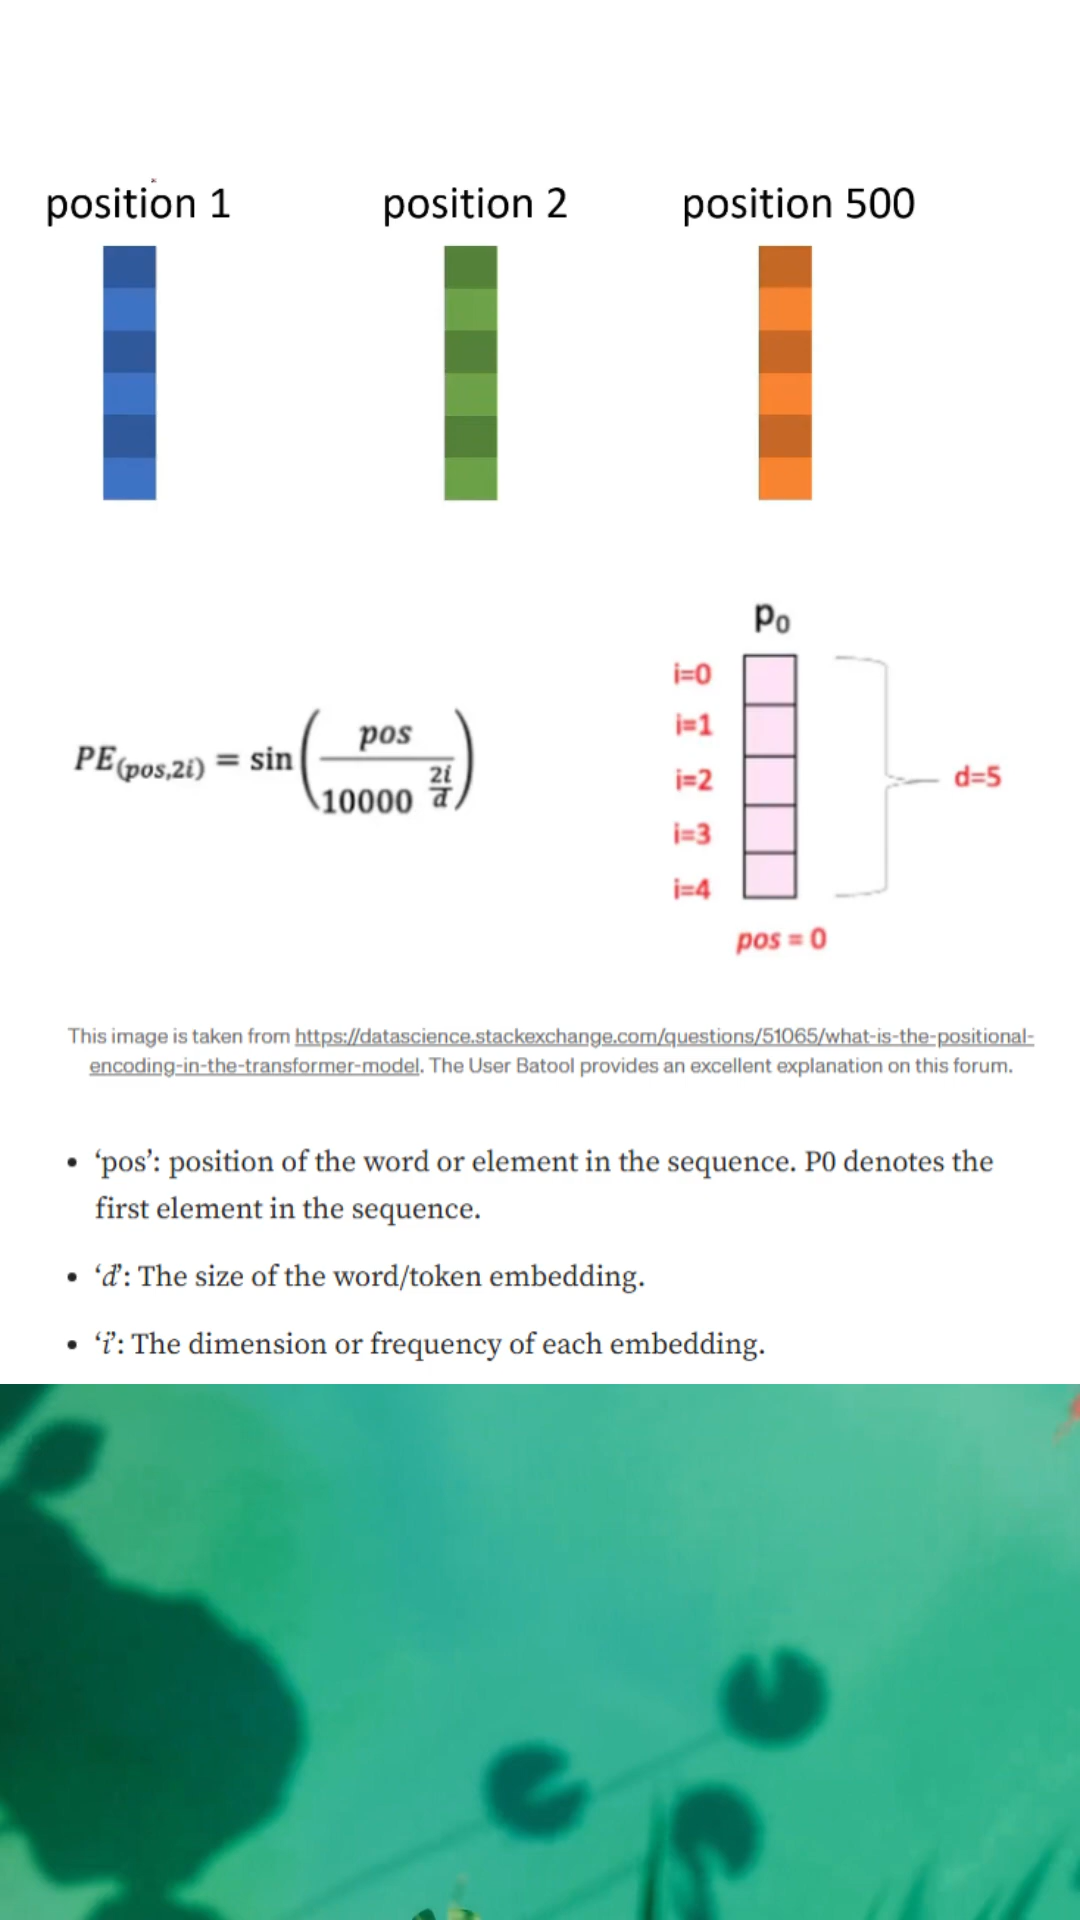 position 1 position 2 position 500
p0
i=0
i=1
i=2
i=3
i=4
d=5
pos = 0
PE(pos,2i) = sin(pos / 10000^(2i/d))
This image is taken from https://datascience.stackexchange.com/questions/51065/what-is-the-positional-
encoding-in-the-transformer-model. The User Batool provides an excellent explanation on this forum.
• ‘pos’: position of the word or element in the sequence. P0 denotes the
first element in the sequence.
• ‘d’: The size of the word/token embedding.
• ‘i’: The dimension or frequency of each embedding.